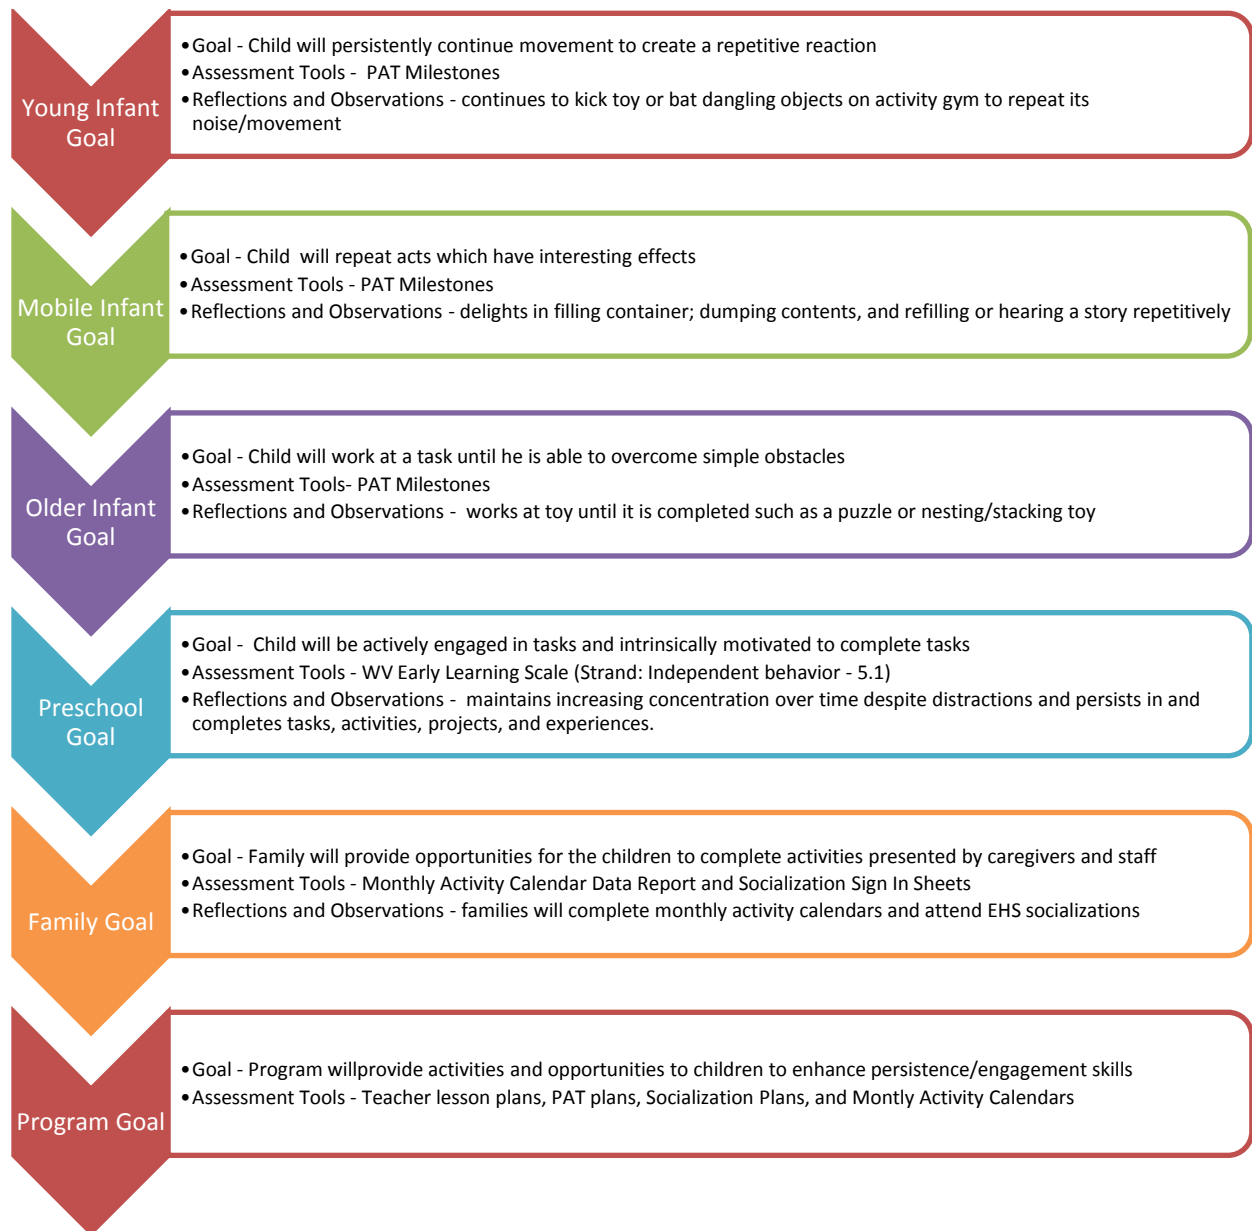 Young Infant
Goal
•Goal - Child will persistently continue movement to create a repetitive reaction
•Assessment Tools -  PAT Milestones
•Reflections and Observations - continues to kick toy or bat dangling objects on activity gym to repeat its
noise/movement
Mobile Infant
Goal
•Goal - Child  will repeat acts which have interesting effects
•Assessment Tools - PAT Milestones
•Reflections and Observations - delights in filling container; dumping contents, and refilling or hearing a story repetitively
Older Infant
Goal
•Goal - Child will work at a task until he is able to overcome simple obstacles
•Assessment Tools- PAT Milestones
•Reflections and Observations -  works at toy until it is completed such as a puzzle or nesting/stacking toy
Preschool
Goal
•Goal -  Child will be actively engaged in tasks and intrinsically motivated to complete tasks
•Assessment Tools - WV Early Learning Scale (Strand: Independent behavior - 5.1)
•Reflections and Observations -  maintains increasing concentration over time despite distractions and persists in and
completes tasks, activities, projects, and experiences.
Family Goal
•Goal - Family will provide opportunities for the children to complete activities presented by caregivers and staff
•Assessment Tools - Monthly Activity Calendar Data Report and Socialization Sign In Sheets
•Reflections and Observations - families will complete monthly activity calendars and attend EHS socializations
Program Goal
•Goal - Program willprovide activities and opportunities to children to enhance persistence/engagement skills
•Assessment Tools - Teacher lesson plans, PAT plans, Socialization Plans, and Montly Activity Calendars